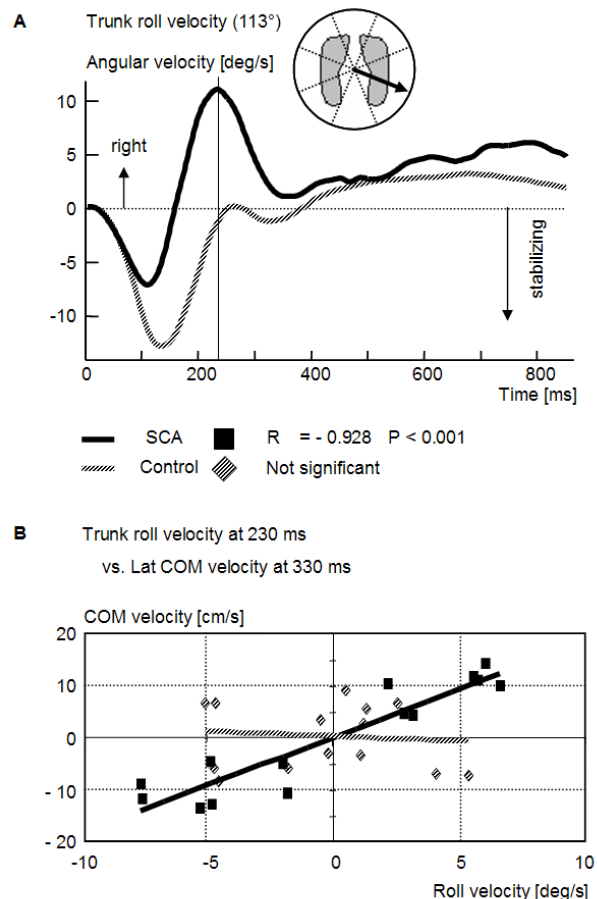 A Trunk roll velocity (113°)
Angular velocity [deg/s]
10
right
5
0
-5
stabilizing
-10
0 200 400 600 800
Time [ms]
SCA R = - 0.928 P < 0.001
Control Not significant
B Trunk roll velocity at 230 ms
vs. Lat COM velocity at 330 ms
COM velocity [cm/s]
20
10
0
-10
- 20
-10 -5 0 5 10
Roll velocity [deg/s]